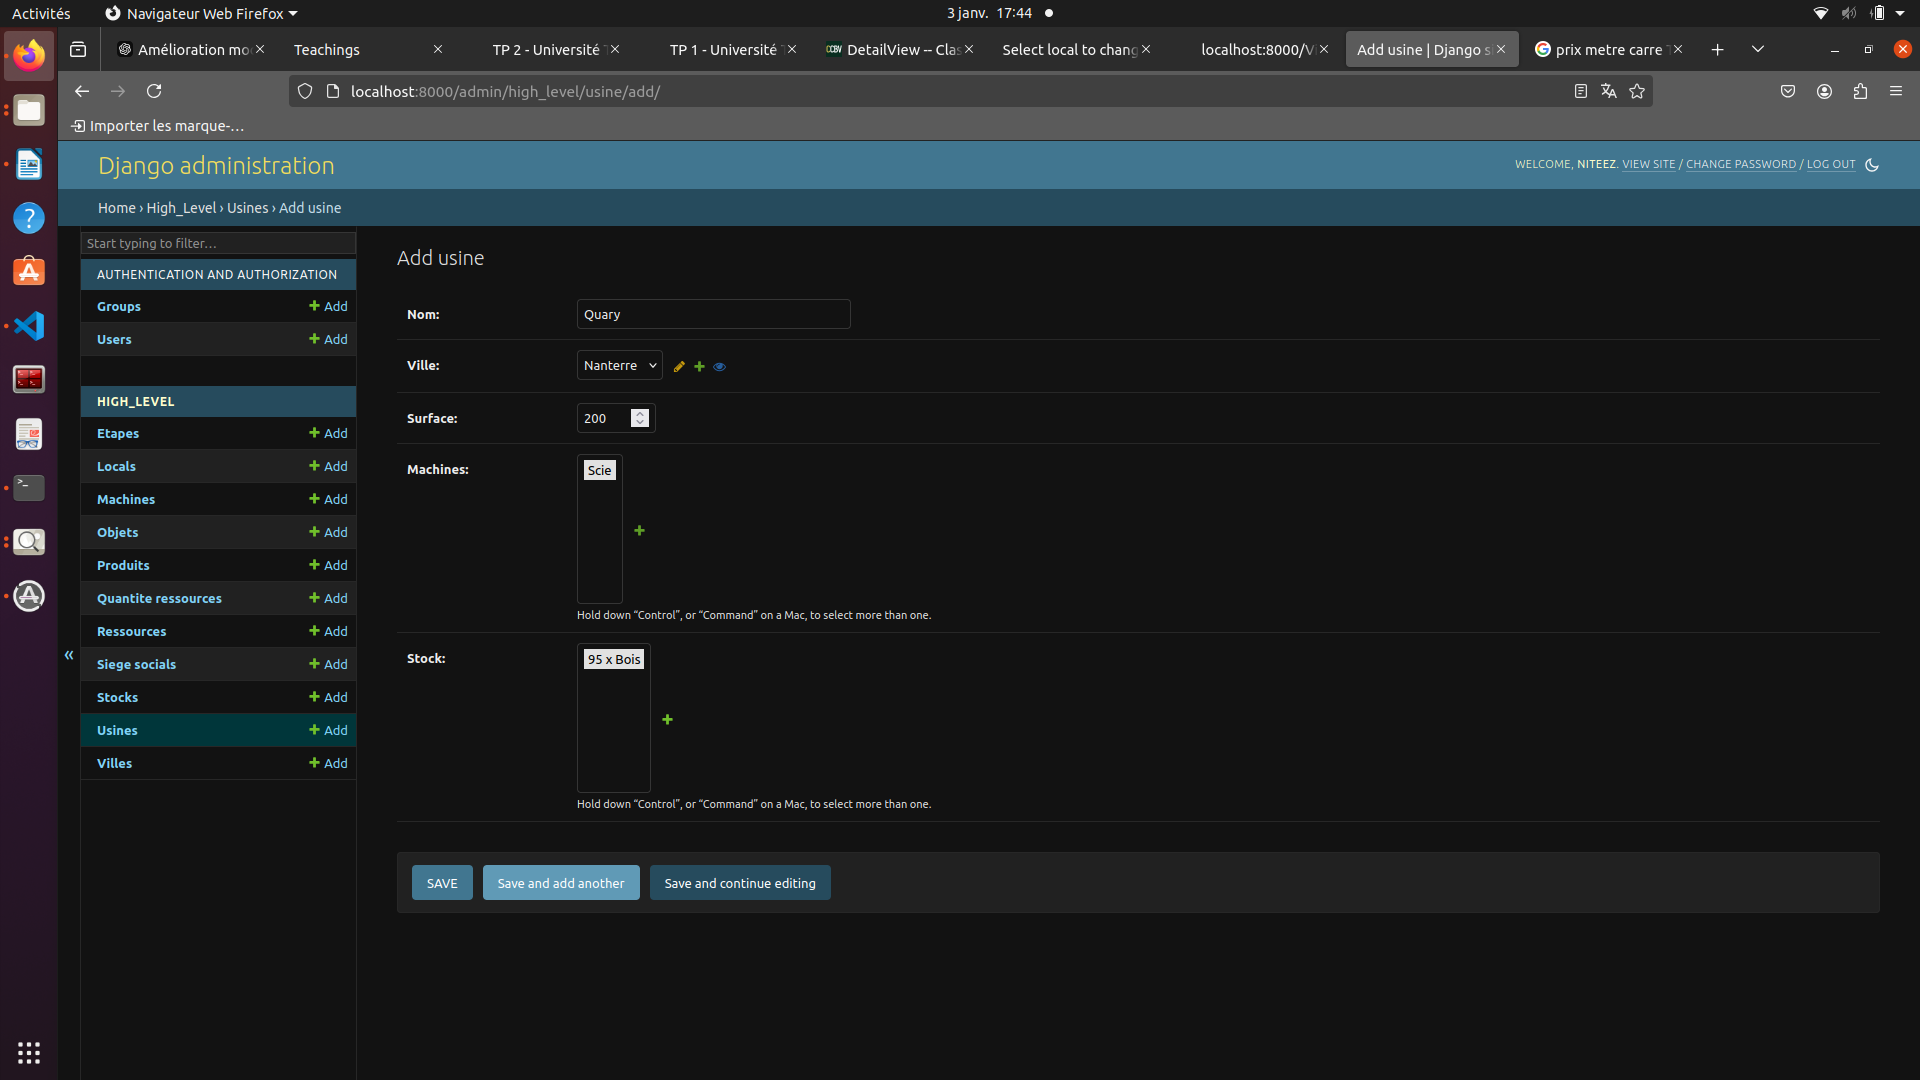 Activités
Navigateur Web Firefox
3 janv. 17:44
Amélioration mo
Teachings
TP 2 - Université
TP 1 - Université
CCBV
DetailView -- Clas
Select local to chang
localhost:8000/V
Add usine | Django s
prix metre carre
localhost:8000/admin/high_level/usine/add/
Importer les marque-…
Django administration
WELCOME, NITEEZ. VIEW SITE / CHANGE PASSWORD / LOG OUT
Home › High_Level › Usines › Add usine
Start typing to filter…
AUTHENTICATION AND AUTHORIZATION
Groups + Add
Users + Add
HIGH_LEVEL
Etapes + Add
Locals + Add
Machines + Add
Objets + Add
Produits + Add
Quantite ressources + Add
Ressources + Add
Siege socials + Add
Stocks + Add
Usines + Add
Villes + Add
«
Add usine
Nom: Quary
Ville: Nanterre
Surface: 200
Machines: Scie
Hold down “Control”, or “Command” on a Mac, to select more than one.
Stock: 95 x Bois
Hold down “Control”, or “Command” on a Mac, to select more than one.
SAVE
Save and add another
Save and continue editing